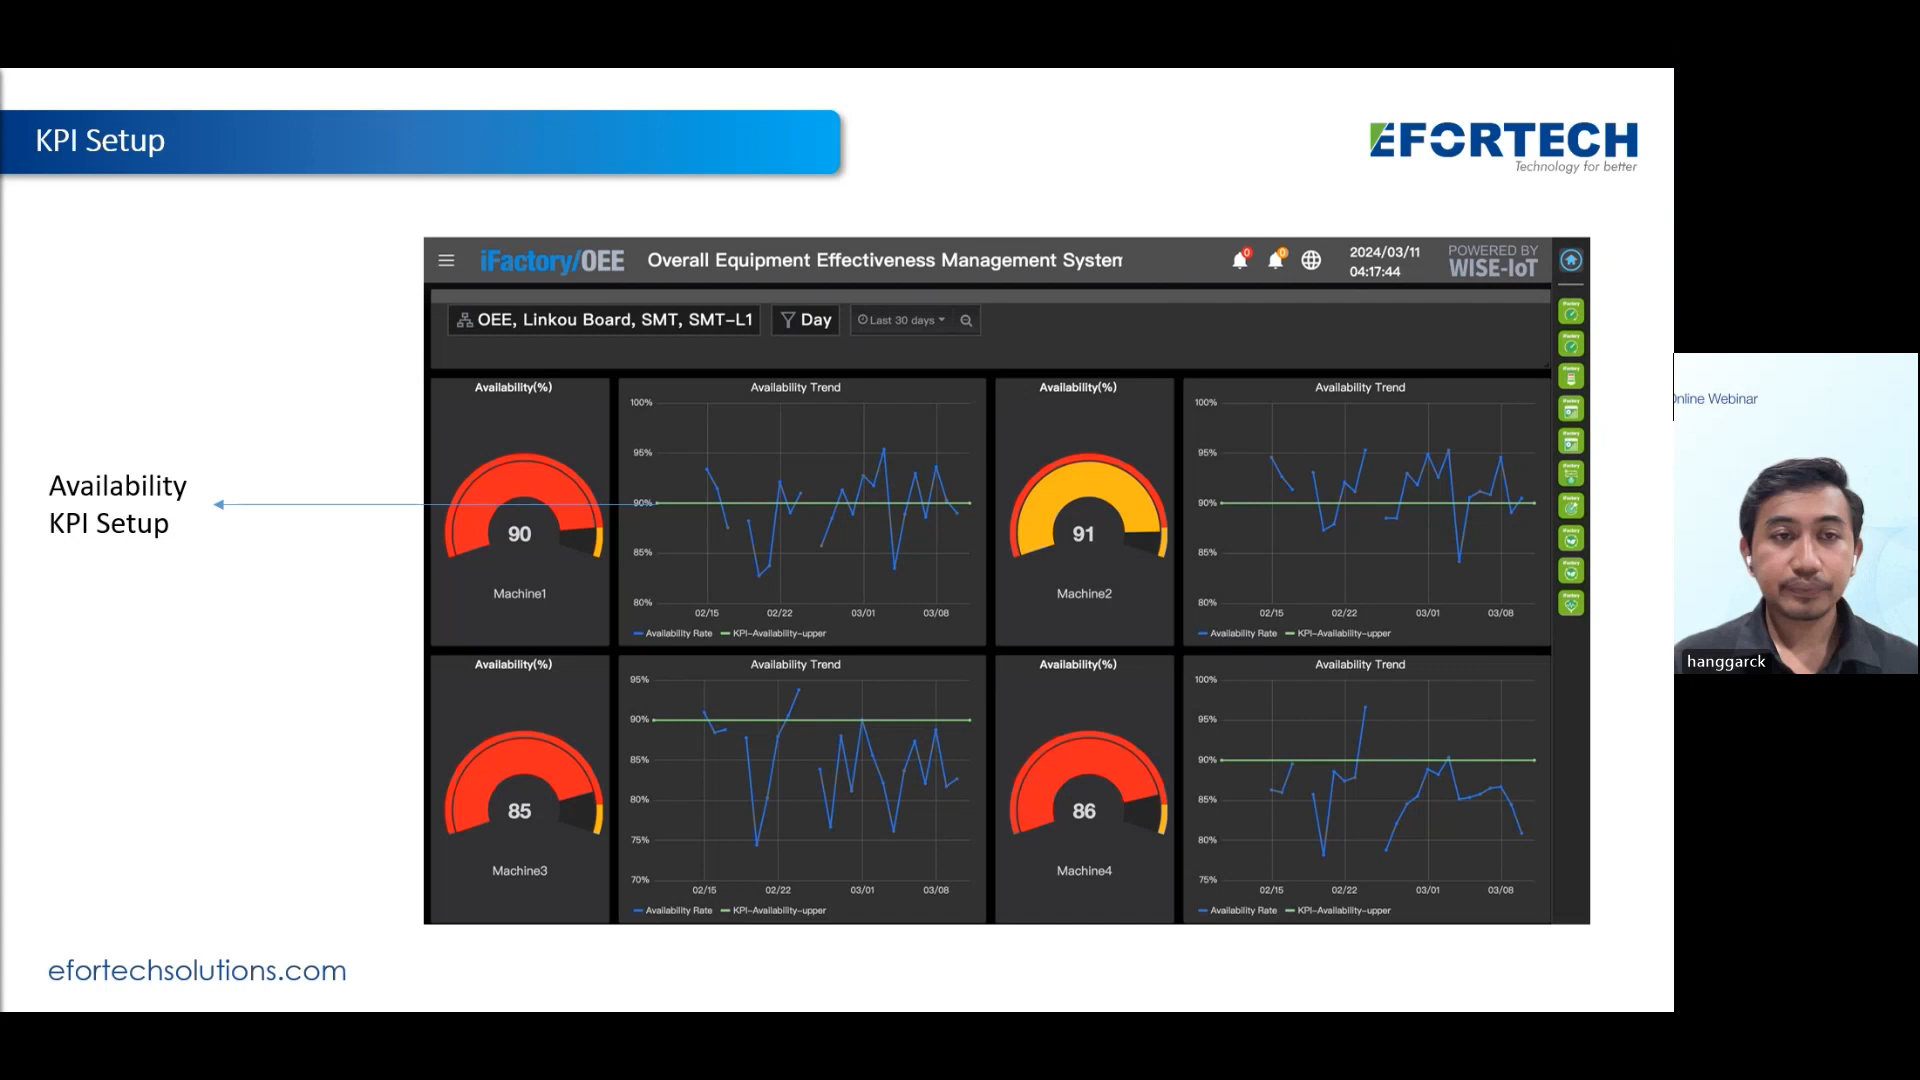 KPI Setup
EFORTECH
Technology for better
iFactory/OEE
Overall Equipment Effectiveness Management System
0
0
2024/03/11
04:17:44
POWERED BY
WISE-IoT
OEE, Linkou Board, SMT, SMT-L1
Day
Last 30 days
Availability(%)
90
Machine1
Availability Trend
100%
95%
90%
85%
80%
02/15
02/22
03/01
03/08
Availability Rate
KPI-Availability-upper
Availability(%)
91
Machine2
Availability Trend
100%
95%
90%
85%
80%
02/15
02/22
03/01
03/08
Availability Rate
KPI-Availability-upper
Availability
KPI Setup
Availability(%)
85
Machine3
Availability Trend
95%
90%
85%
80%
75%
70%
02/15
02/22
03/01
03/08
Availability Rate
KPI-Availability-upper
Availability(%)
86
Machine4
Availability Trend
100%
95%
90%
85%
80%
75%
02/15
02/22
03/01
03/08
Availability Rate
KPI-Availability-upper
efortechsolutions.com
Online Webinar
hanggarck